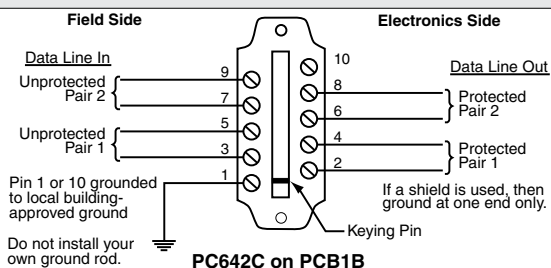 Field Side
Electronics Side
Data Line In
Data Line Out
10
9
8
7
6
5
4
3
2
1
Unprotected
Pair 2
Unprotected
Pair 1
Protected
Pair 2
Protected
Pair 1
Pin 1 or 10 grounded
to local building-
approved ground
Do not install your
own ground rod.
If a shield is used, then
ground at one end only.
Keying Pin
PC642C on PCB1B